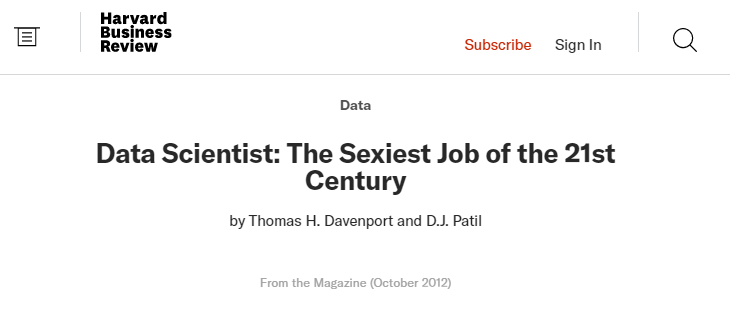 Harvard
Business
Review
Subscribe
Sign In
Data
Data Scientist: The Sexiest Job of the 21st
Century
by Thomas H. Davenport and D.J. Patil
From the Magazine (October 2012)